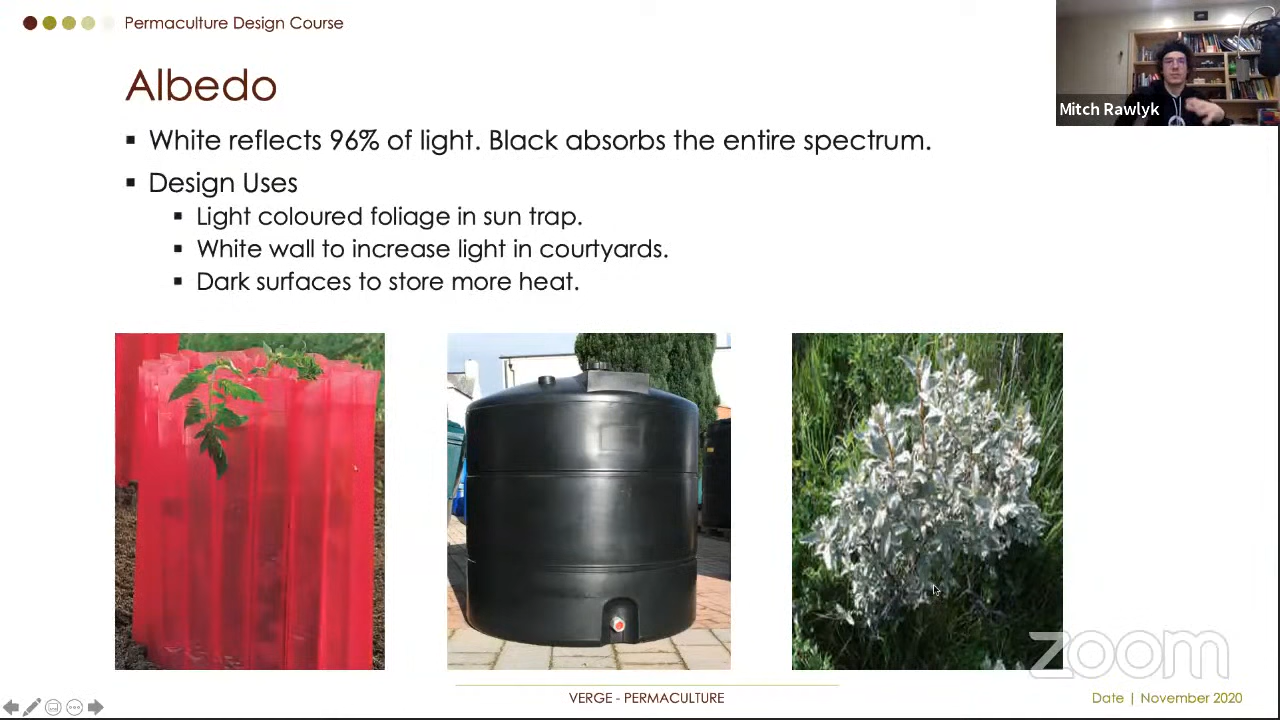 Permaculture Design Course
Mitch Rawlyk
Albedo
White reflects 96% of light. Black absorbs the entire spectrum.
Design Uses
Light coloured foliage in sun trap.
White wall to increase light in courtyards.
Dark surfaces to store more heat.
zoom
VERGE - PERMACULTURE
Date | November 2020